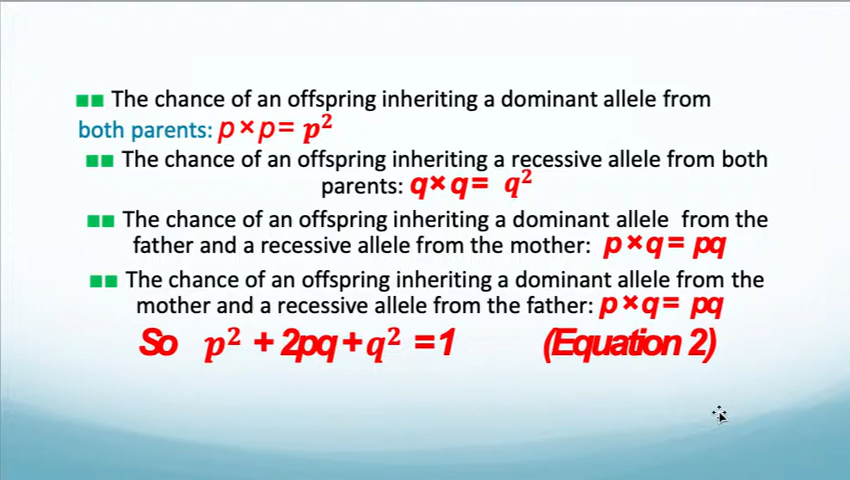 The chance of an offspring inheriting a dominant allele from
both parents: p × p = p²
The chance of an offspring inheriting a recessive allele from both
parents: q × q = q²
The chance of an offspring inheriting a dominant allele from the
father and a recessive allele from the mother: p × q = pq
The chance of an offspring inheriting a dominant allele from the
mother and a recessive allele from the father: p × q = pq
So p² + 2pq + q² = 1 (Equation 2)